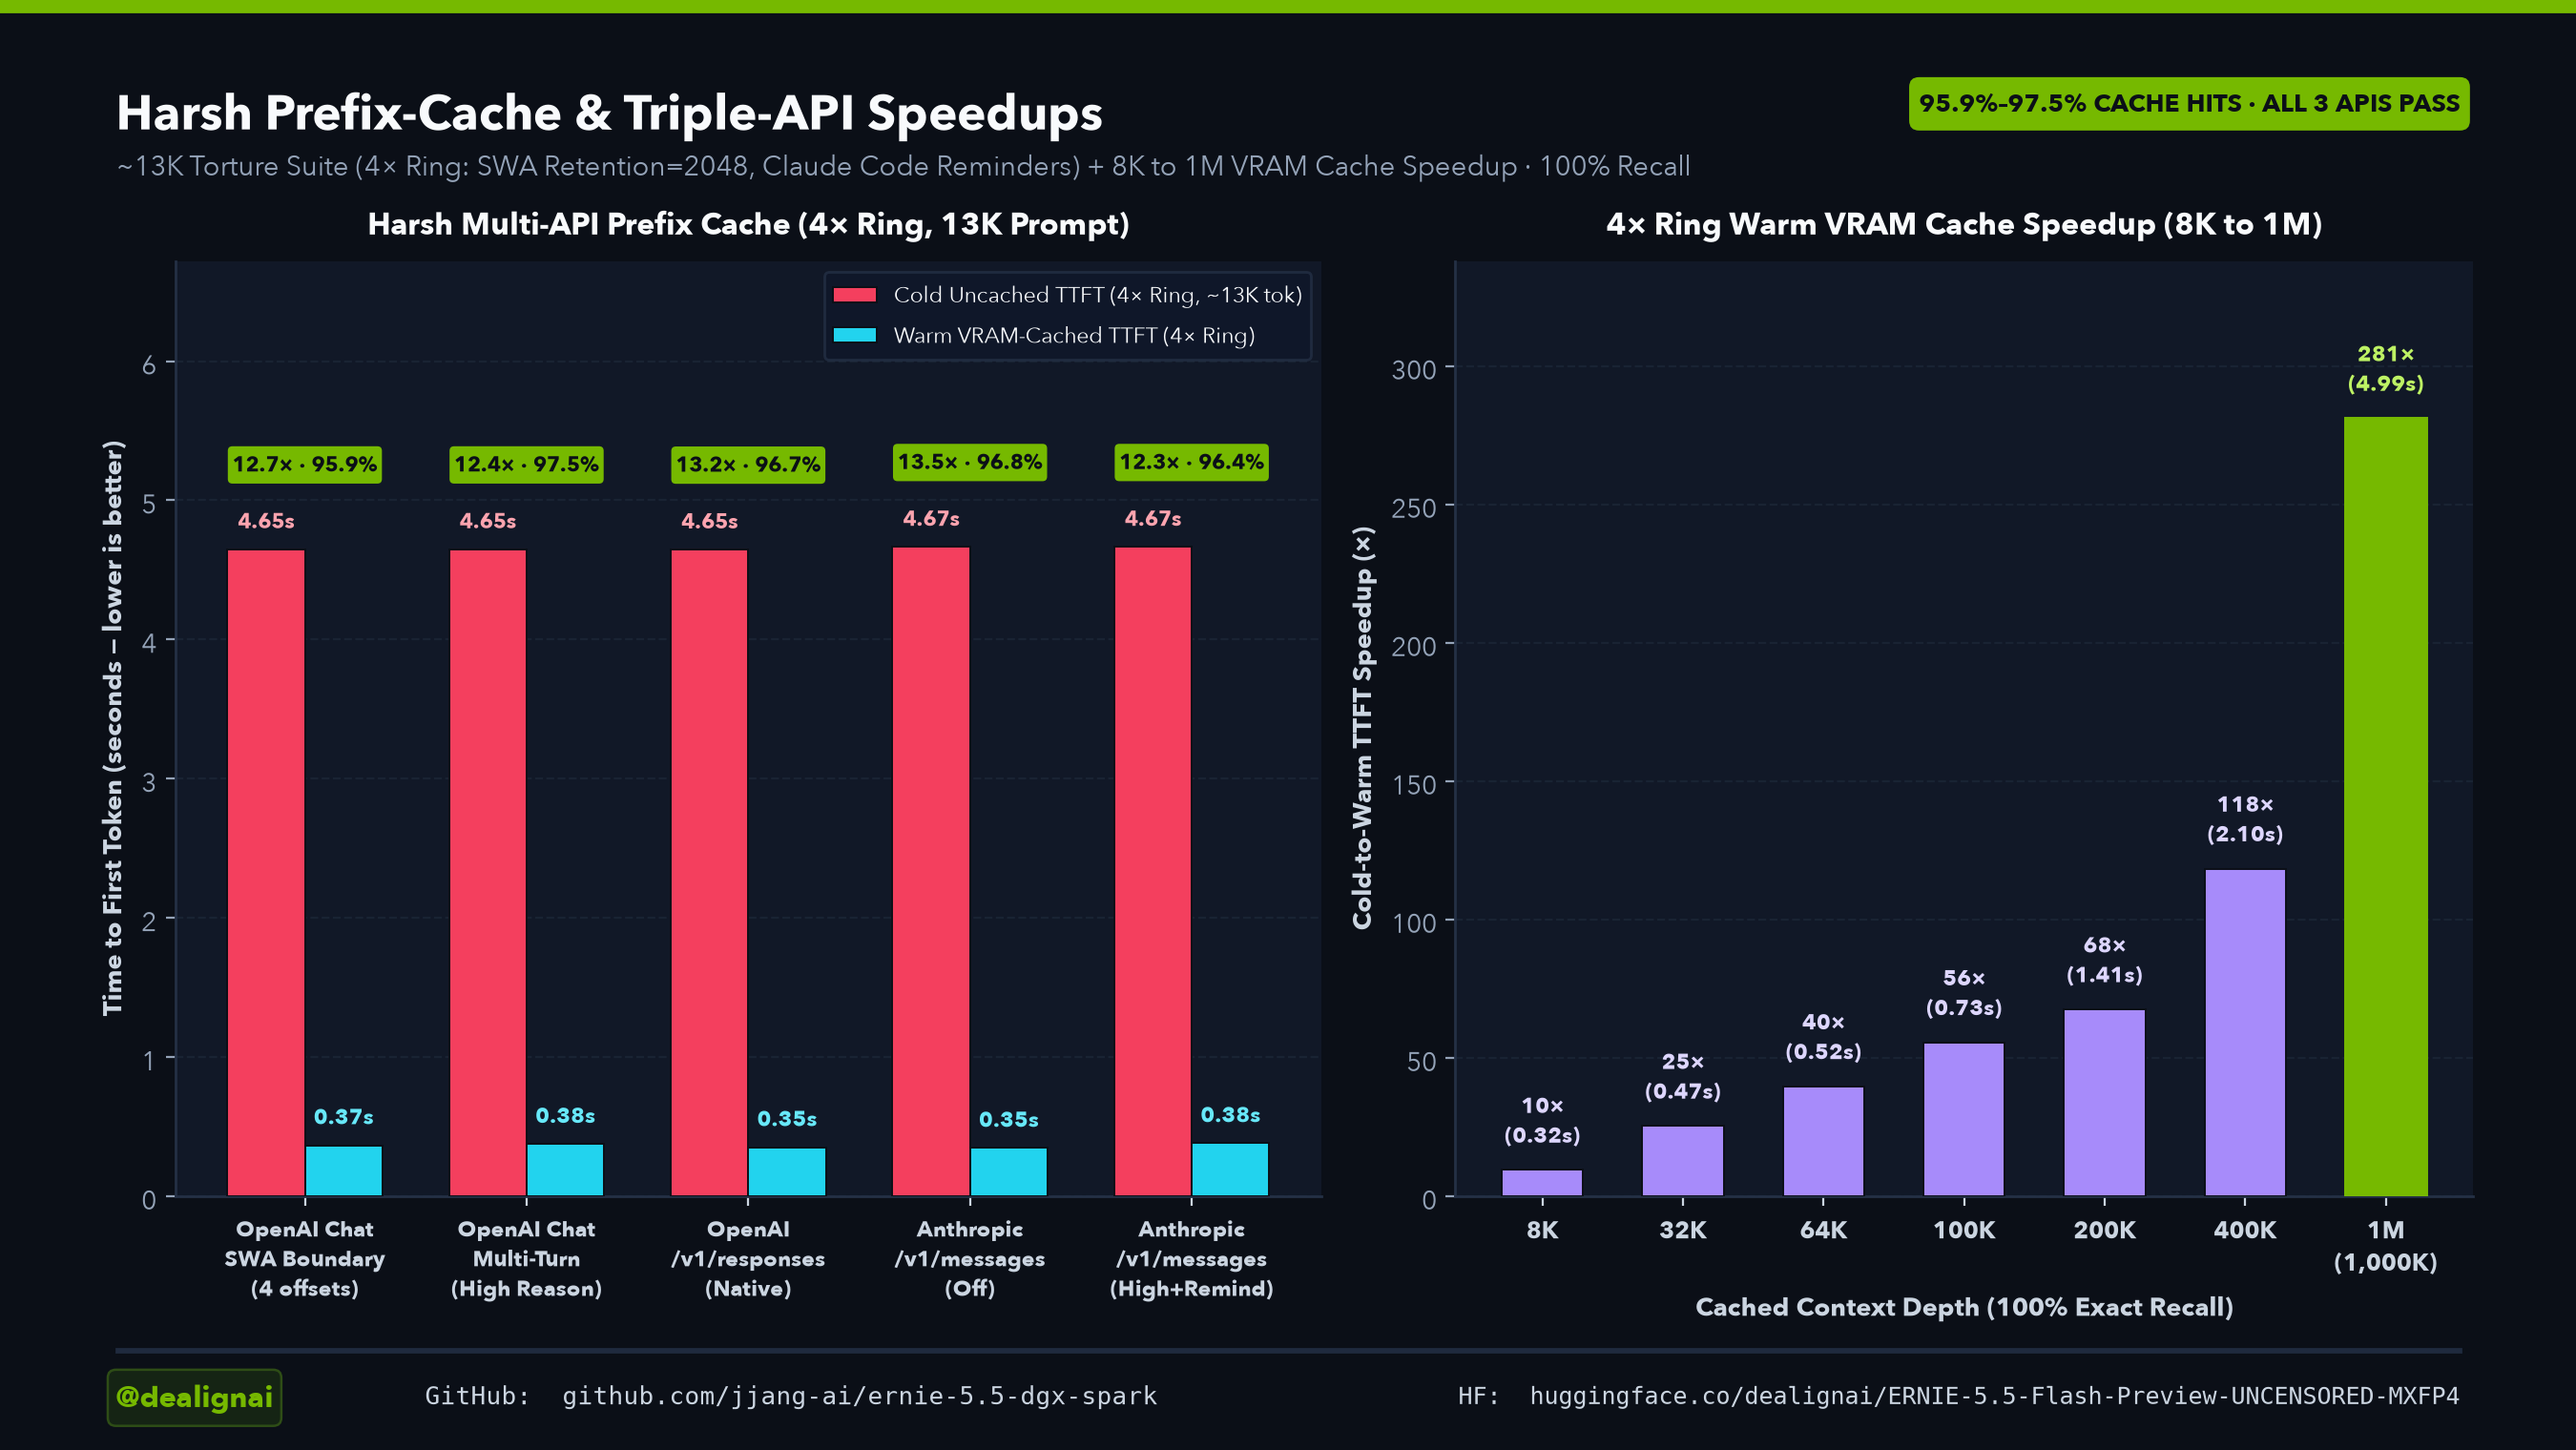 Harsh Prefix-Cache & Triple-API Speedups
95.9%–97.5% CACHE HITS · ALL 3 APIS PASS
~13K Torture Suite (4× Ring: SWA Retention=2048, Claude Code Reminders) + 8K to 1M VRAM Cache Speedup · 100% Recall
Harsh Multi-API Prefix Cache (4× Ring, 13K Prompt)
Cold Uncached TTFT (4× Ring, ~13K tok)
Warm VRAM-Cached TTFT (4× Ring)
Time to First Token (seconds — lower is better)
6
5
4
3
2
1
0
12.7× · 95.9%
12.4× · 97.5%
13.2× · 96.7%
13.5× · 96.8%
12.3× · 96.4%
4.65s
4.65s
4.65s
4.67s
4.67s
0.37s
0.38s
0.35s
0.35s
0.38s
OpenAI Chat
SWA Boundary
(4 offsets)
OpenAI Chat
Multi-Turn
(High Reason)
OpenAI
/v1/responses
(Native)
Anthropic
/v1/messages
(Off)
Anthropic
/v1/messages
(High+Remind)
4× Ring Warm VRAM Cache Speedup (8K to 1M)
Cold-to-Warm TTFT Speedup (×)
300
250
200
150
100
50
0
10×
(0.32s)
25×
(0.47s)
40×
(0.52s)
56×
(0.73s)
68×
(1.41s)
118×
(2.10s)
281×
(4.99s)
8K
32K
64K
100K
200K
400K
1M
(1,000K)
Cached Context Depth (100% Exact Recall)
@dealignai
GitHub: github.com/jjang-ai/ernie-5.5-dgx-spark
HF: huggingface.co/dealignai/ERNIE-5.5-Flash-Preview-UNCENSORED-MXFP4